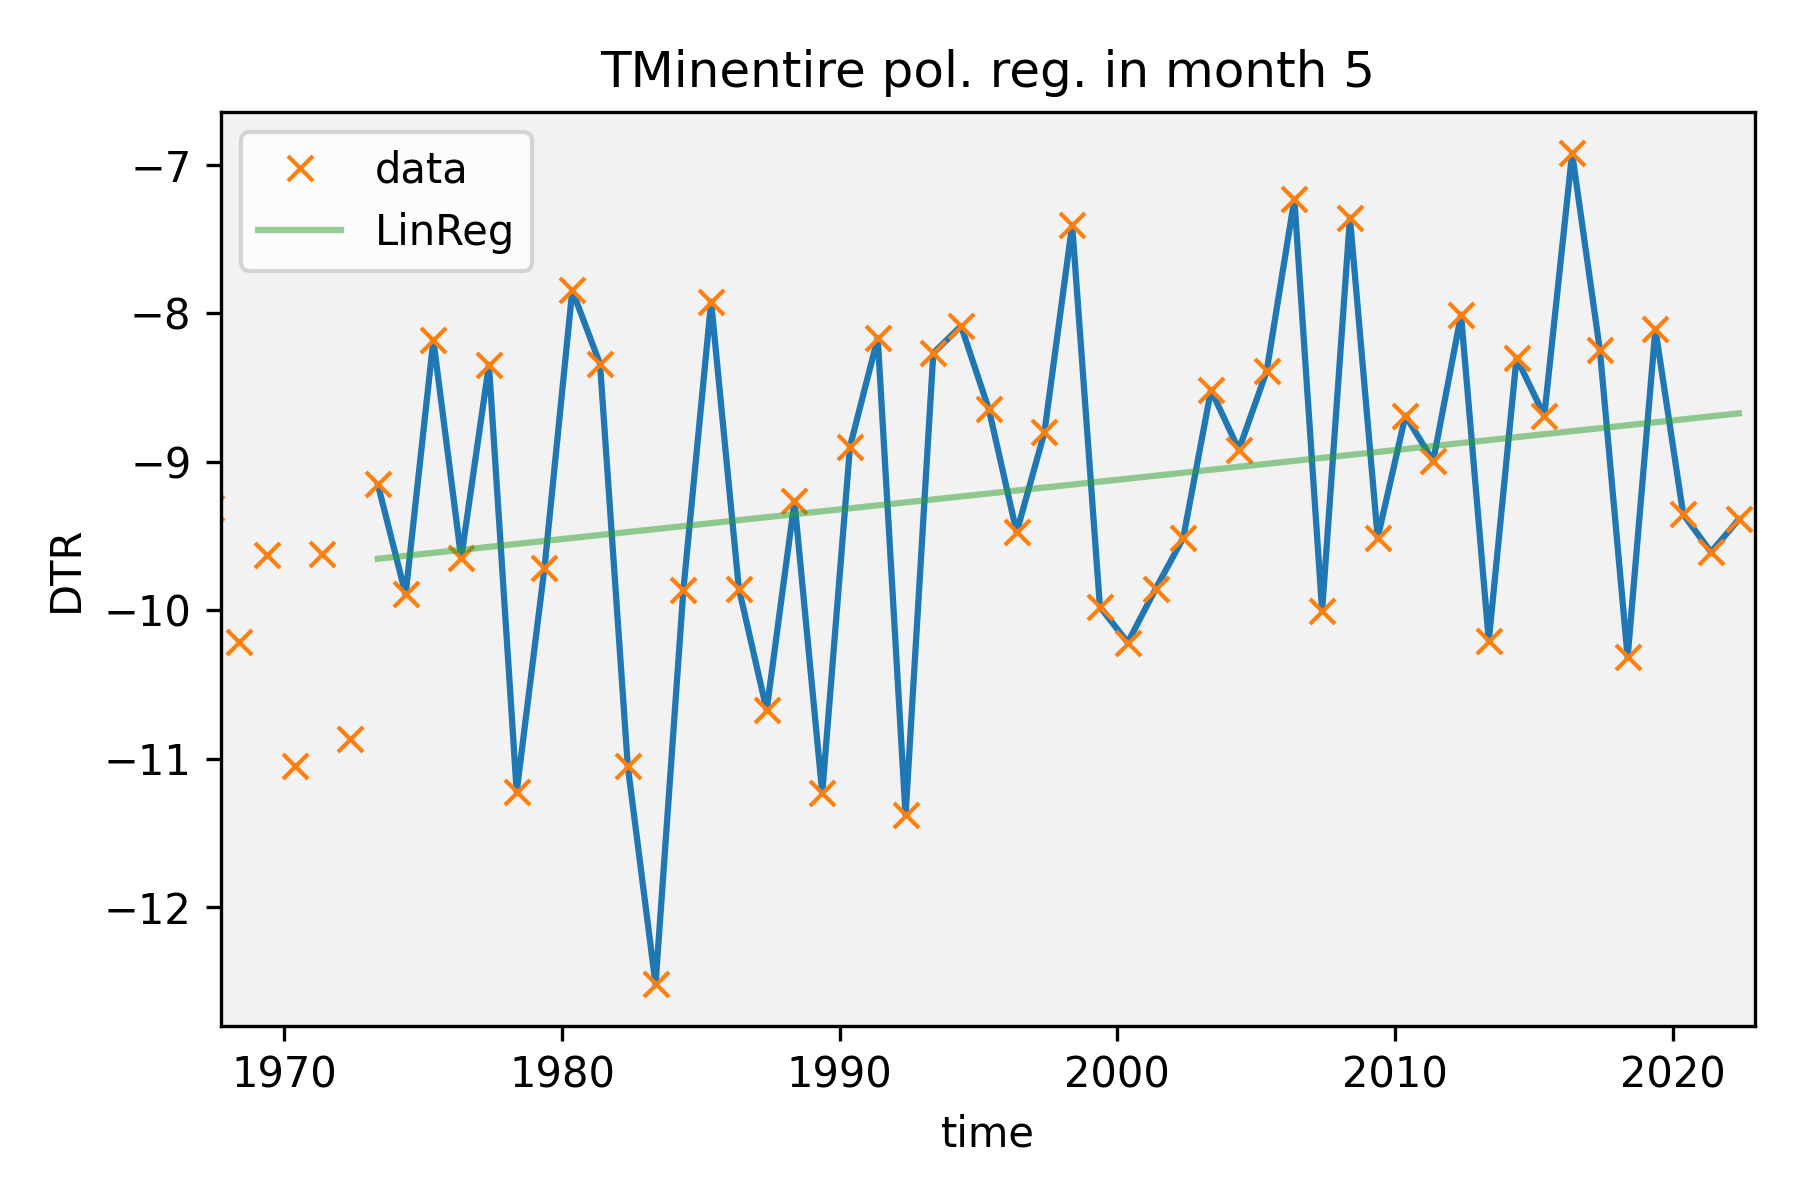 TMinentire pol. reg. in month 5
data
LinReg
−7
−8
−9
−10
−11
−12
DTR
1970 1980 1990 2000 2010 2020
time